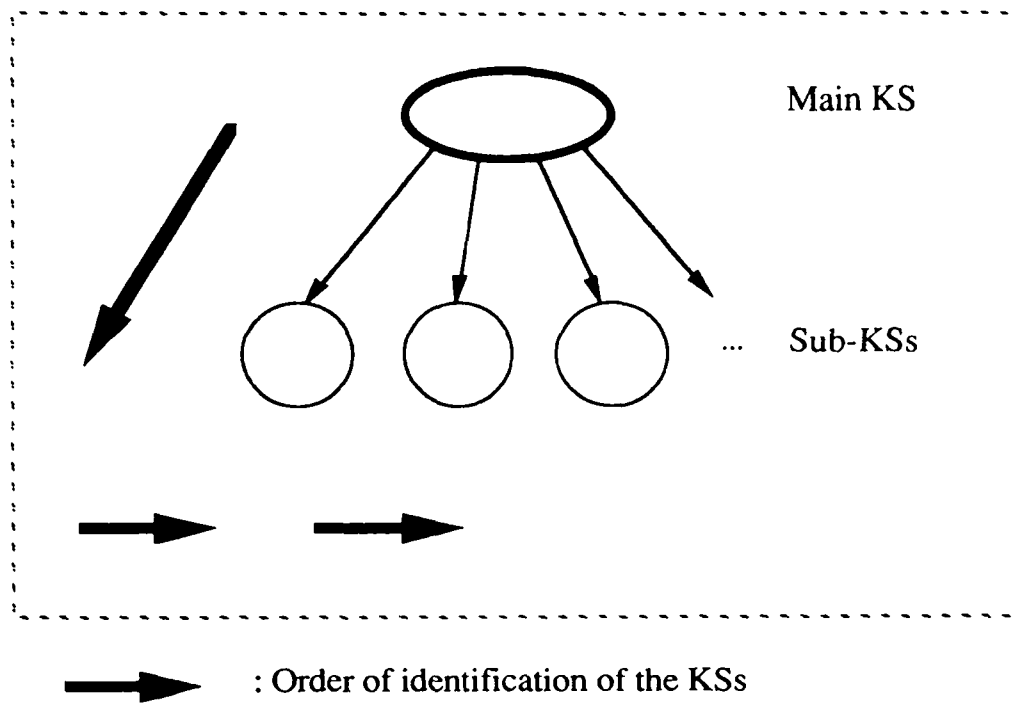 Main KS
... Sub-KSs
: Order of identification of the KSs